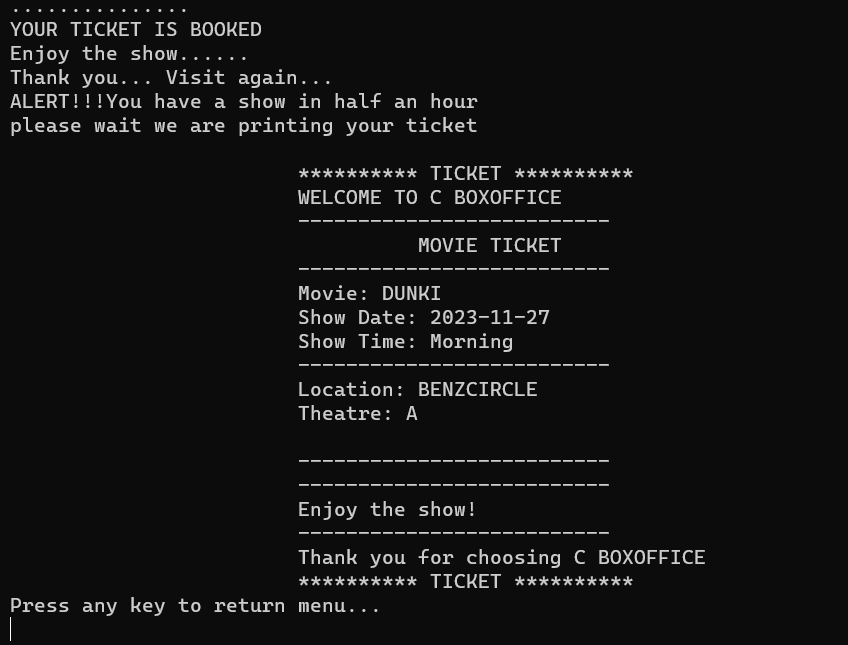 ...............
YOUR TICKET IS BOOKED
Enjoy the show......
Thank you... Visit again...
ALERT!!!You have a show in half an hour
please wait we are printing your ticket
********** TICKET **********
WELCOME TO C BOXOFFICE
--------------------------
MOVIE TICKET
--------------------------
Movie: DUNKI
Show Date: 2023-11-27
Show Time: Morning
--------------------------
Location: BENZCIRCLE
Theatre: A
--------------------------
--------------------------
Enjoy the show!
--------------------------
Thank you for choosing C BOXOFFICE
********** TICKET **********
Press any key to return menu...